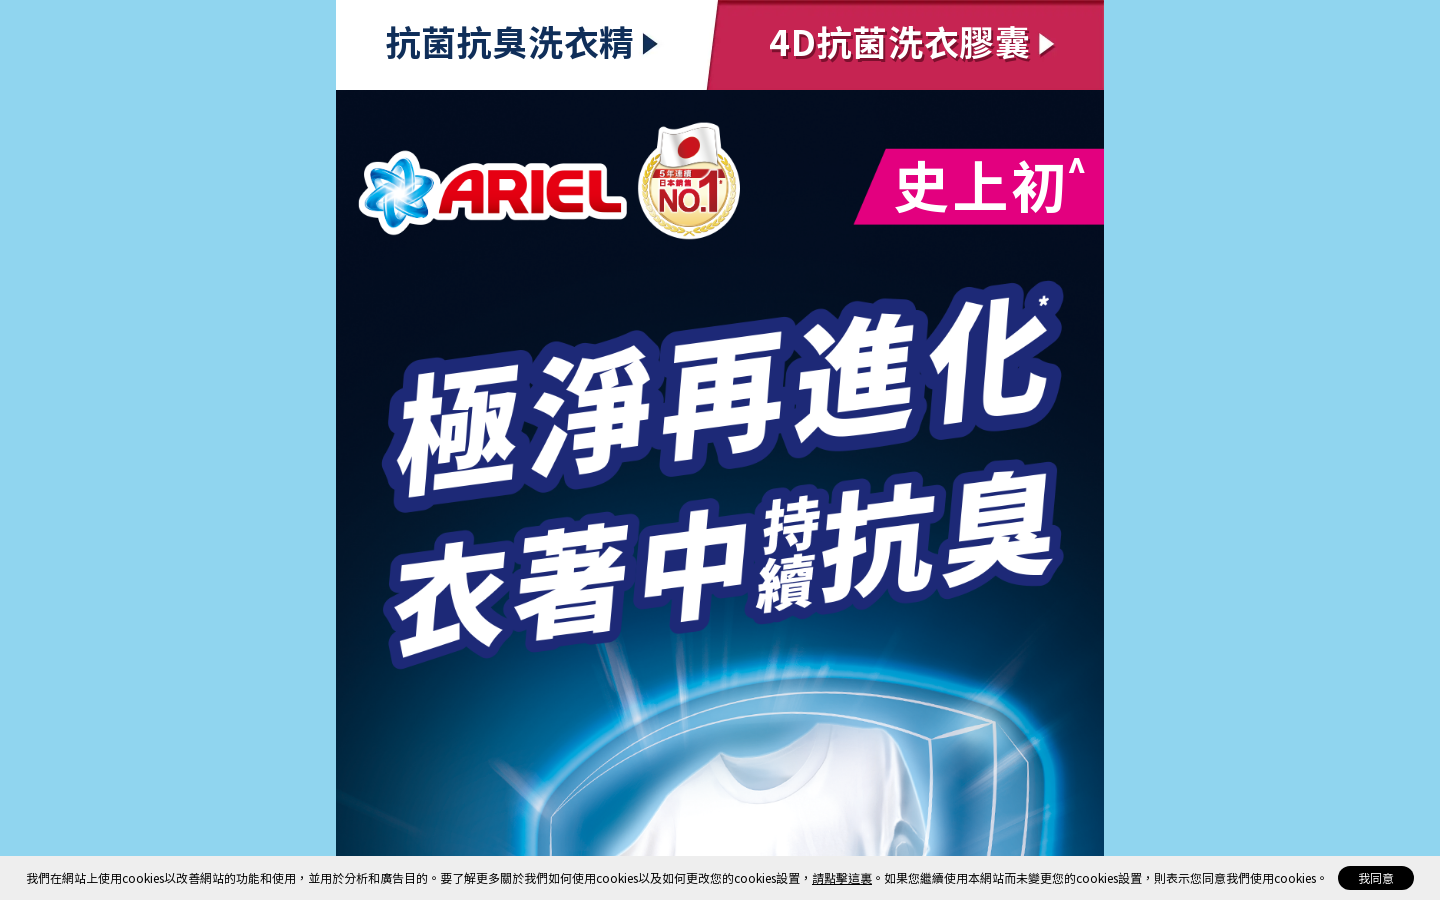 抗菌抗臭洗衣精
4D抗菌洗衣膠囊
ARIEL
5年連續
日本銷售
NO.1
史上初^
極淨再進化*
衣著中持續抗臭
我們在網站上使用cookies以改善網站的功能和使用，並用於分析和廣告目的。要了解更多關於我們如何使用cookies以及如何更改您的cookies設置，請點擊這裏。如果您繼續使用本網站而未變更您的cookies設置，則表示您同意我們使用cookies。
我同意